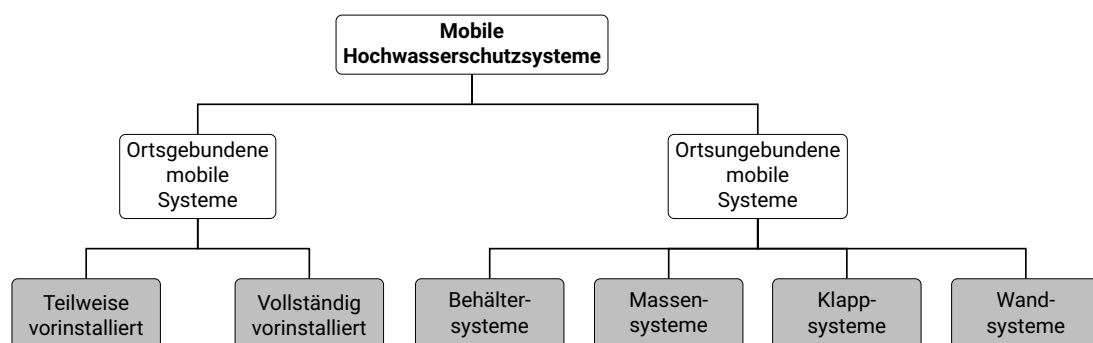 Mobile
Hochwasserschutzsysteme
Ortsgebundene
mobile
Systeme
Ortsungebundene
mobile
Systeme
Teilweise
vorinstalliert
Vollständig
vorinstalliert
Behälter-
systeme
Massen-
systeme
Klapp-
systeme
Wand-
systeme